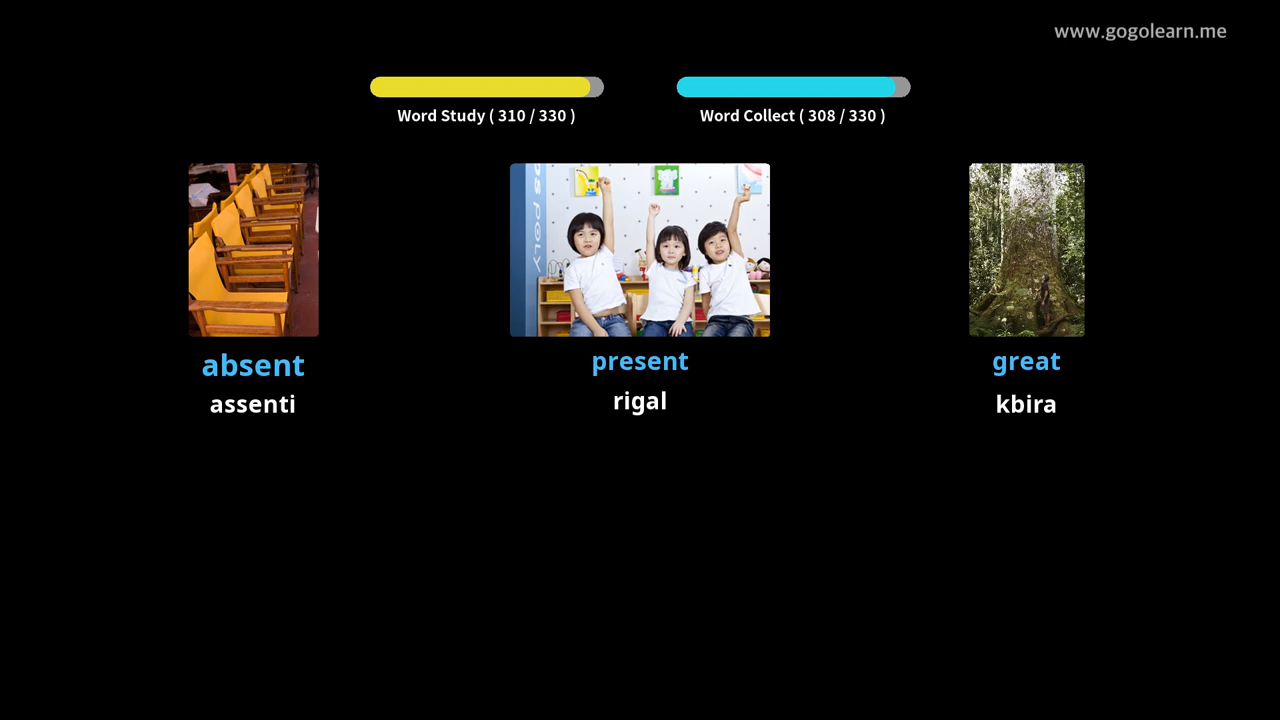 www.gogolearn.me
Word Study ( 310 / 330 )
Word Collect ( 308 / 330 )
absent
present
great
assenti
rigal
kbira